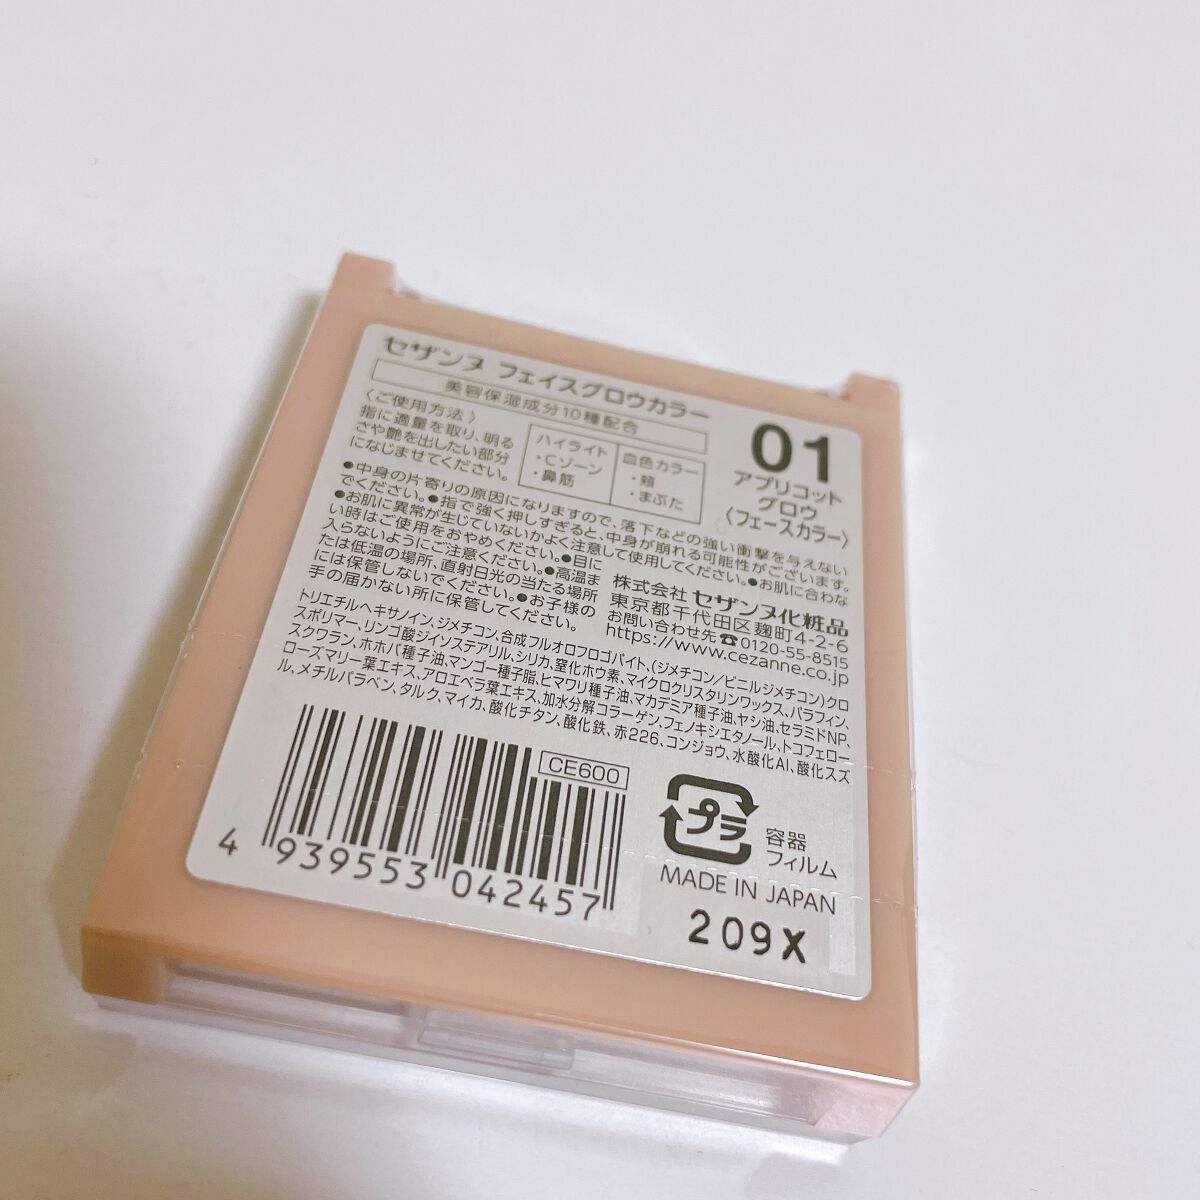 セザンヌ フェイスグロウカラー
美容保湿成分10種配合
〈ご使用方法〉
指に適量を取り、明る
さや艶を出したい部分
になじませてください。
ハイライト
・Cゾーン
・鼻筋
血色カラー
・頬
・まぶた
01
アプリコット
グロウ
〈フェースカラー〉
●中身の片寄りの原因になりますので、落下などの強い衝撃を与えない
でください。●指で強く押しすぎると、中身が崩れる可能性がございます。
●お肌に異常が生じていないかよく注意して使用してください。●お肌に合わな
い時はご使用をおやめください。●目に
入らないようにご注意ください。●高温ま
たは低温の場所、直射日光の当たる場所
には保管しないでください。●お子様の
手の届かない所に保管してください。
株式会社 セザンヌ化粧品
東京都千代田区麹町4-2-6
お問い合わせ先☎0120-55-8515
https://www.cezanne.co.jp
トリエチルヘキサノイン、ジメチコン、合成フルオロフロゴパイト、(ジメチコン/ビニルジメチコン)クロ
スポリマー、リンゴ酸ジイソステアリル、シリカ、窒化ホウ素、マイクロクリスタリンワックス、パラフィン、
スクワラン、ホホバ種子油、マンゴー種子脂、ヒマワリ種子油、マカデミア種子油、ヤシ油、セラミドNP、
ローズマリー葉エキス、アロエベラ葉エキス、加水分解コラーゲン、フェノキシエタノール、トコフェロー
ル、メチルパラベン、タルク、マイカ、酸化チタン、酸化鉄、赤226、コンジョウ、水酸化Al、酸化スズ
CE600
4 939553 042457
プラ
容器
フィルム
MADE IN JAPAN
209X